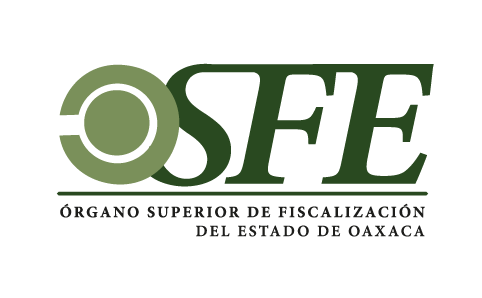 OSFE
ÓRGANO SUPERIOR DE FISCALIZACIÓN
DEL ESTADO DE OAXACA